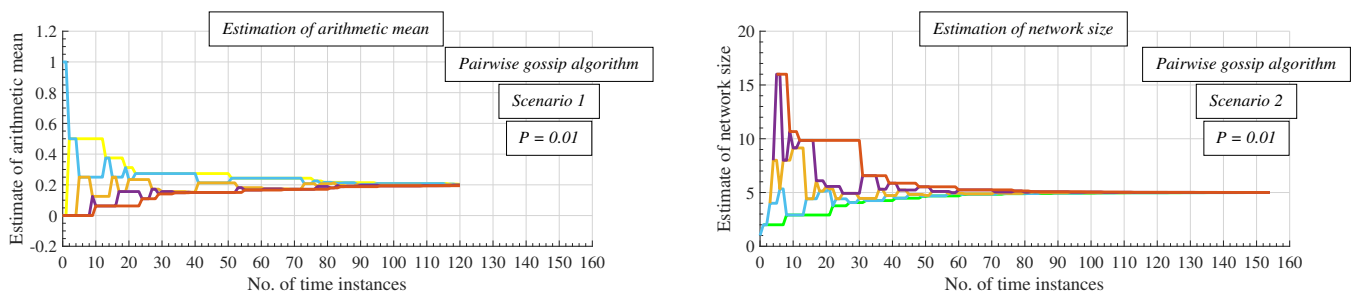 Estimation of arithmetic mean
Pairwise gossip algorithm
Scenario 1
P = 0.01
Estimate of arithmetic mean
1.2
1
0.8
0.6
0.4
0.2
0
-0.2
0 10 20 30 40 50 60 70 80 90 100 110 120 130 140 150 160
No. of time instances
Estimation of network size
Pairwise gossip algorithm
Scenario 2
P = 0.01
Estimate of network size
20
15
10
5
0
0 10 20 30 40 50 60 70 80 90 100 110 120 130 140 150 160
No. of time instances